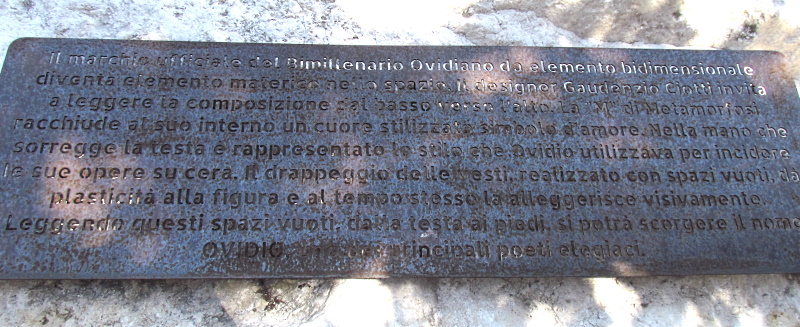 Il marchio ufficiale del Bimillenario Ovidiano da elemento bidimensionale
diventa elemento materico nello spazio. Il designer Gaudenzio Ciotti invita
a leggere la composizione dal basso verso l'alto. La "M" di Metamorfosi
racchiude al suo interno un cuore stilizzato simbolo d'amore. Nella mano che
sorregge la testa è rappresentato lo stilo che Ovidio utilizzava per incidere
le sue opere su cera. Il drappeggio delle vesti, realizzato con spazi vuoti, da
plasticità alla figura e al tempo stesso la alleggerisce visivamente.
Leggendo questi spazi vuoti, dalla testa ai piedi, si potrà scorgere il nome
OVIDIO, principali poeti elegiaci.